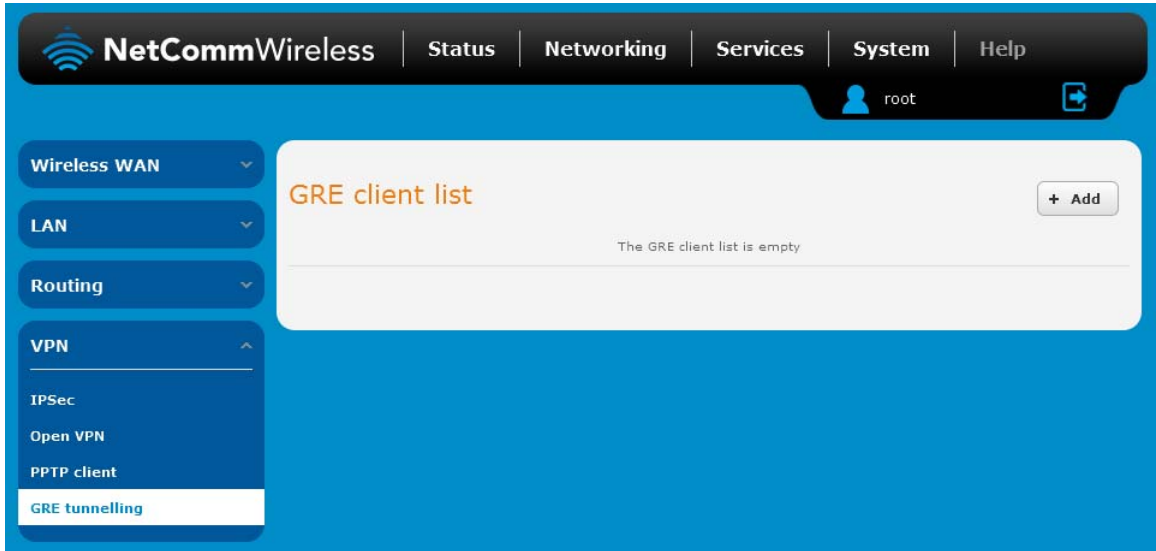 NetCommWireless Status Networking Services System Help
root
Wireless WAN
LAN
Routing
VPN
IPSec
Open VPN
PPTP client
GRE tunnelling
GRE client list
+ Add
The GRE client list is empty